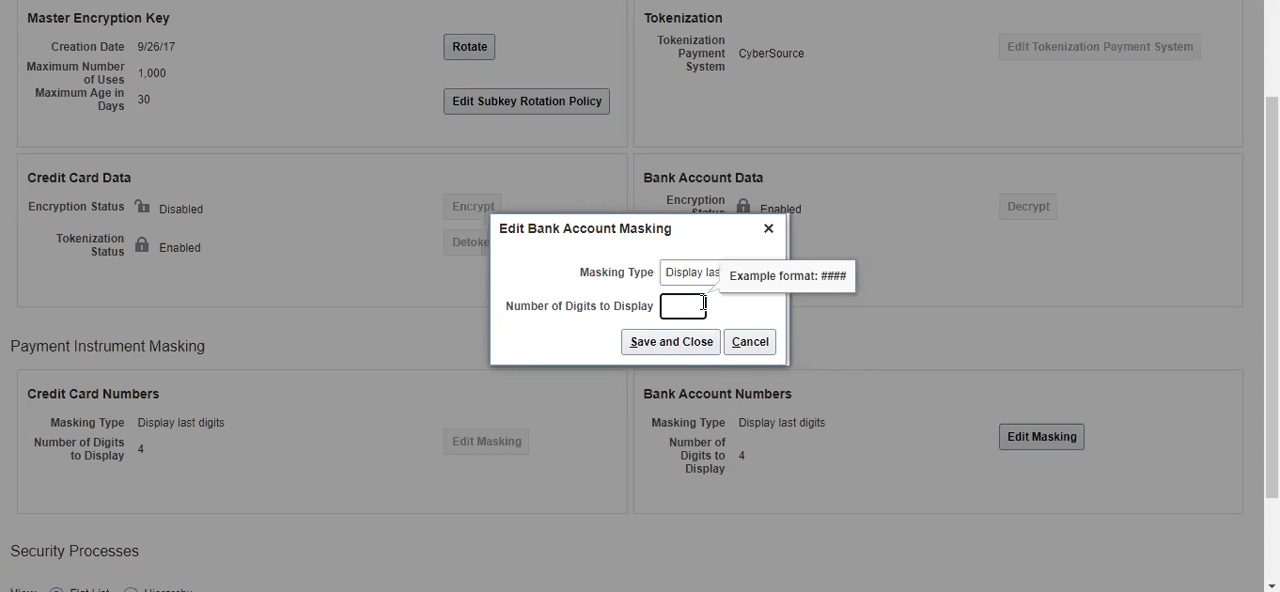 Master Encryption Key
Creation Date 9/26/17
Rotate
Maximum Number
of Uses 1,000
Maximum Age in
Days 30
Edit Subkey Rotation Policy
Tokenization
Tokenization
Payment
System
CyberSource
Edit Tokenization Payment System
Credit Card Data
Encryption Status Disabled
Encrypt
Tokenization
Status Enabled
Detoke
Bank Account Data
Encryption
Enabled
Decrypt
Edit Bank Account Masking
Masking Type Display las
Example format: ####
Number of Digits to Display
Save and Close Cancel
Payment Instrument Masking
Credit Card Numbers
Masking Type Display last digits
Number of Digits
to Display 4
Edit Masking
Bank Account Numbers
Masking Type Display last digits
Number of
Digits to
Display
4
Edit Masking
Security Processes